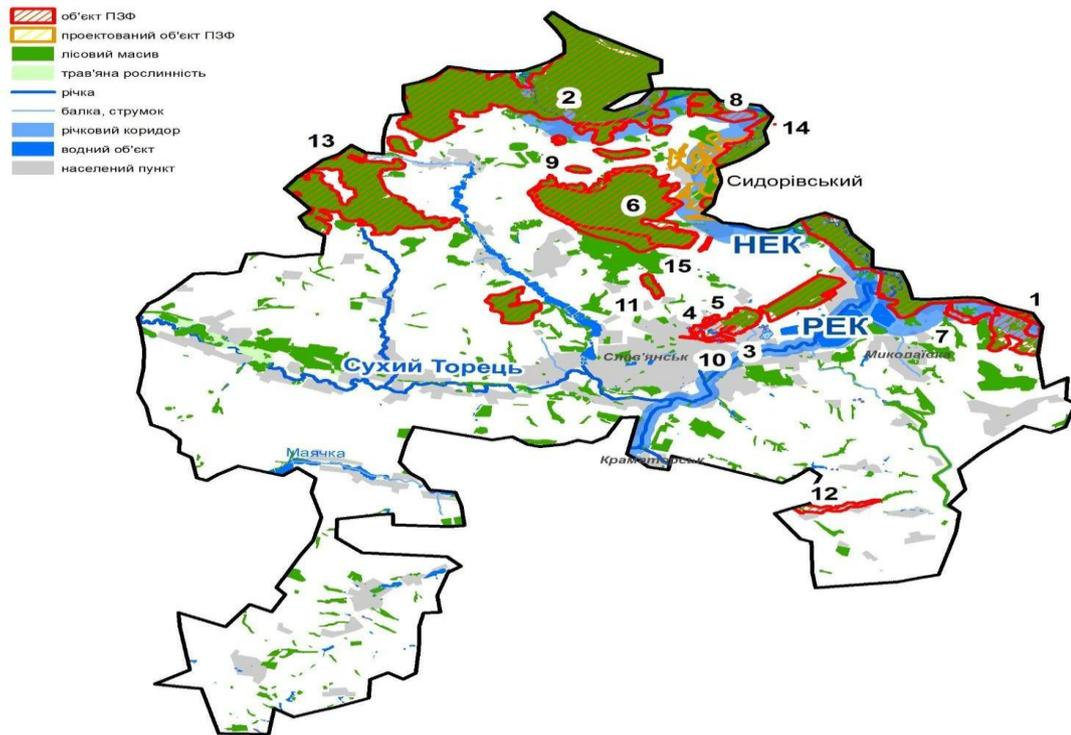 об'єкт ПЗФ
проектований об'єкт ПЗФ
лісовий масив
трав'яна рослинність
річка
балка, струмок
річковий коридор
водний об'єкт
населений пункт
2
8
14
13
9
Сидорівський
6
НЕК
15
1
11
5
4
РЕК
7
Слов'янськ
3
10
Миколаївка
Сухий Торець
Маячка
Краматорськ
12